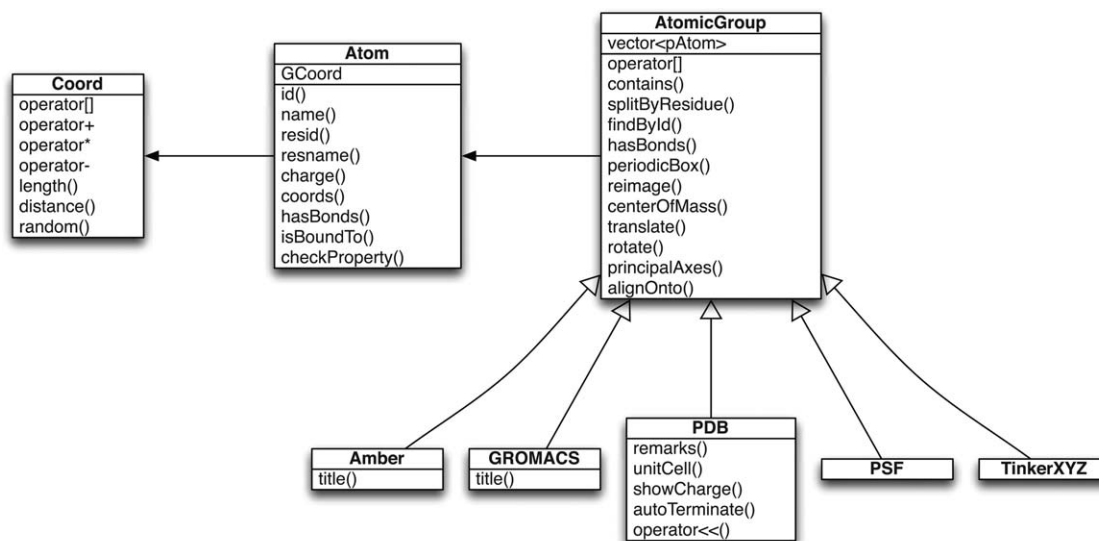 Coord
operator[]
operator+
operator*
operator-
length()
distance()
random()
Atom
GCoord
id()
name()
resid()
resname()
charge()
coords()
hasBonds()
isBoundTo()
checkProperty()
AtomicGroup
vector<pAtom>
operator[]
contains()
splitByResidue()
findById()
hasBonds()
periodicBox()
reimage()
centerOfMass()
translate()
rotate()
principalAxes()
alignOnto()
Amber
title()
GROMACS
title()
PDB
remarks()
unitCell()
showCharge()
autoTerminate()
operator<<()
PSF
TinkerXYZ